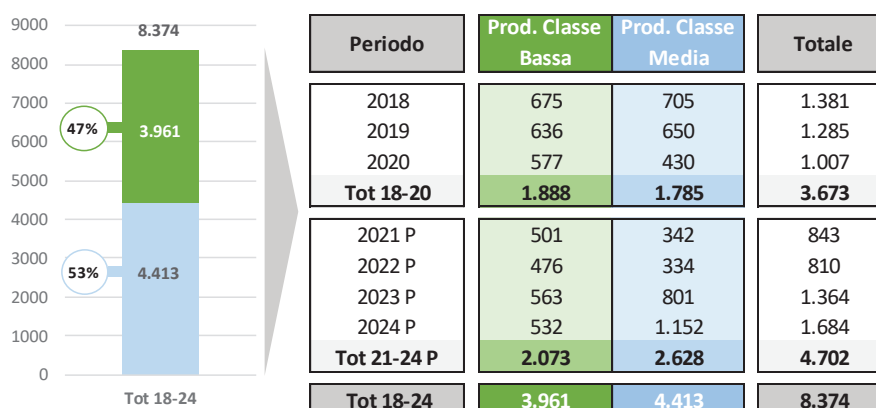 9000
8000
7000
6000
5000
4000
3000
2000
1000
0
8.374
47%
3.961
53%
4.413
Tot 18-24
Periodo Prod. Classe Bassa Prod. Classe Media Totale
2018 675 705 1.381
2019 636 650 1.285
2020 577 430 1.007
Tot 18-20 1.888 1.785 3.673
2021 P 501 342 843
2022 P 476 334 810
2023 P 563 801 1.364
2024 P 532 1.152 1.684
Tot 21-24 P 2.073 2.628 4.702
Tot 18-24 3.961 4.413 8.374